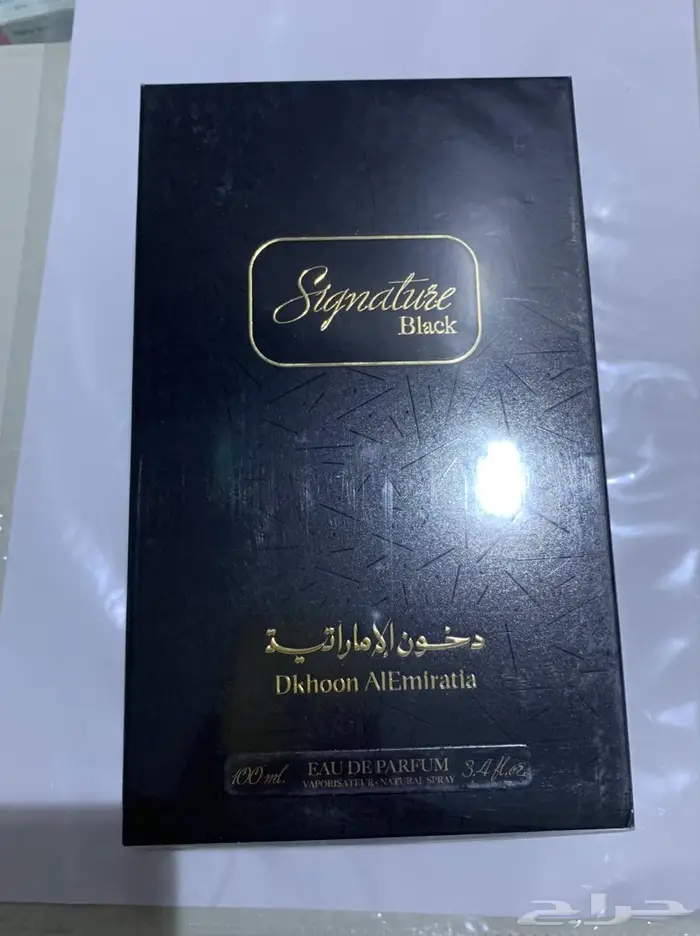 Signature
Black
دخون الإماراتية
Dkhoon AlEmiratia
100 ml. EAU DE PARFUM 3.4 fl.oz
VAPORISATEUR - NATURAL SPRAY
حراج